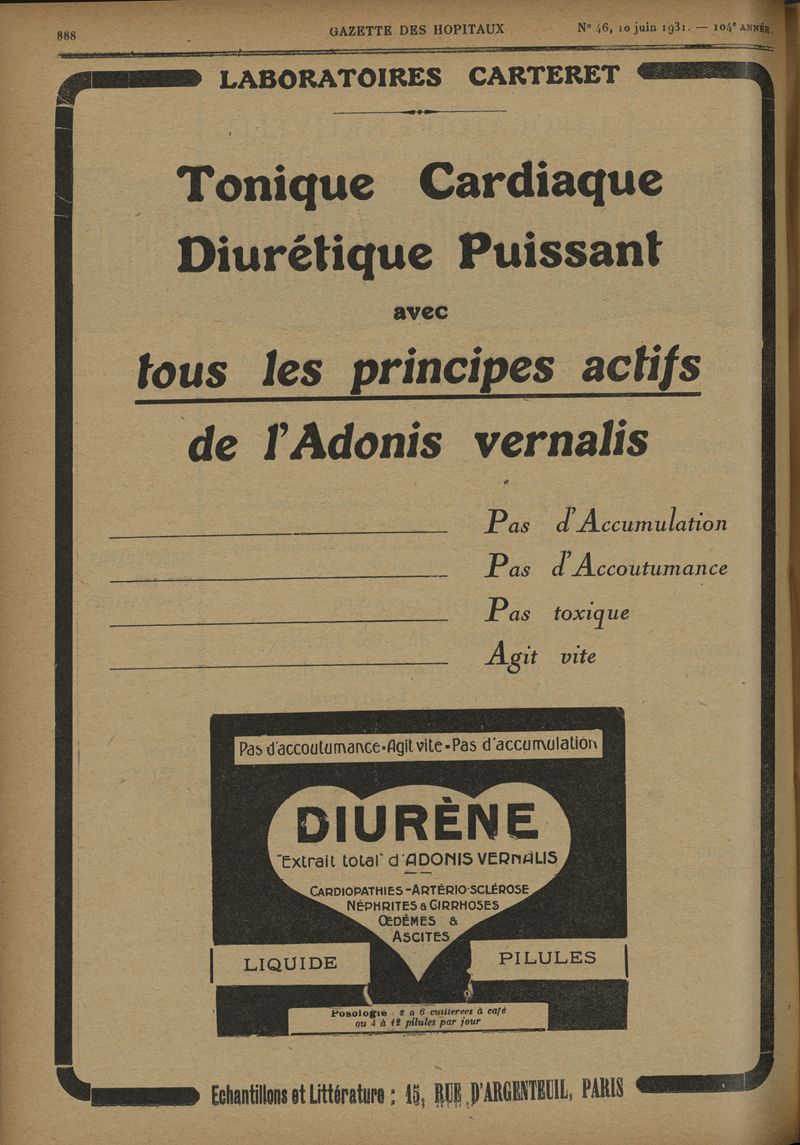 888
GAZETTE DES HOPITAUX
N° 46, 10 juin 1931. — 104e ANNÉE
LABORATOIRES CARTERET
Tonique Cardiaque
Diurétique Puissant
avec
tous les principes actifs
de l'Adonis vernalis
Pas d'Accumulation
Pas d'Accoutumance
Pas toxique
Agit vite
Pas d'accoutumance•Agit vite-Pas d'accumulation
DIURÈNE
"Extrait total" d'ADONIS VERNALIS
CARDIOPATHIES-ARTÉRIO-SCLÉROSE
NÉPHRITES & CIRRHOSES
ŒDÈMES &
ASCITES
LIQUIDE
PILULES
Posologie : 2 a 6 cuillerées à café
ou 4 à 12 pilules par jour
Echantillons et Littérature : 15, RUE D'ARGENTEUIL, PARIS